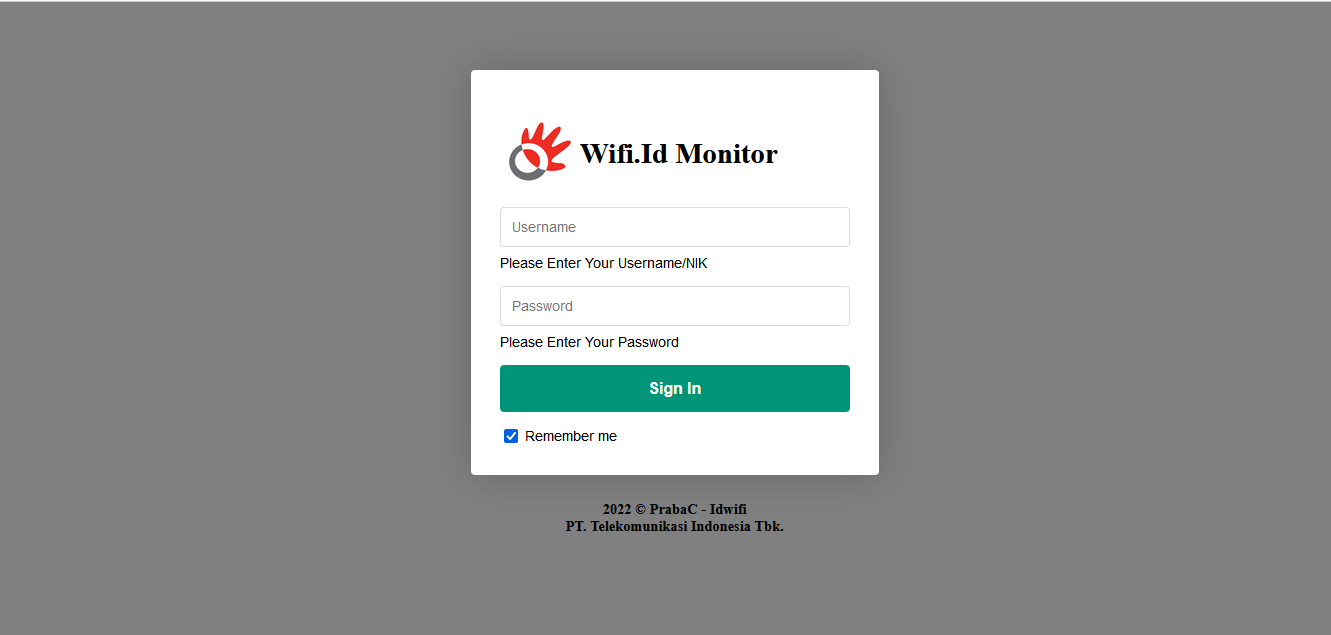 Wifi.Id Monitor
Username
Please Enter Your Username/NIK
Password
Please Enter Your Password
Sign In
Remember me
2022 © PrabaC - Idwifi
PT. Telekomunikasi Indonesia Tbk.